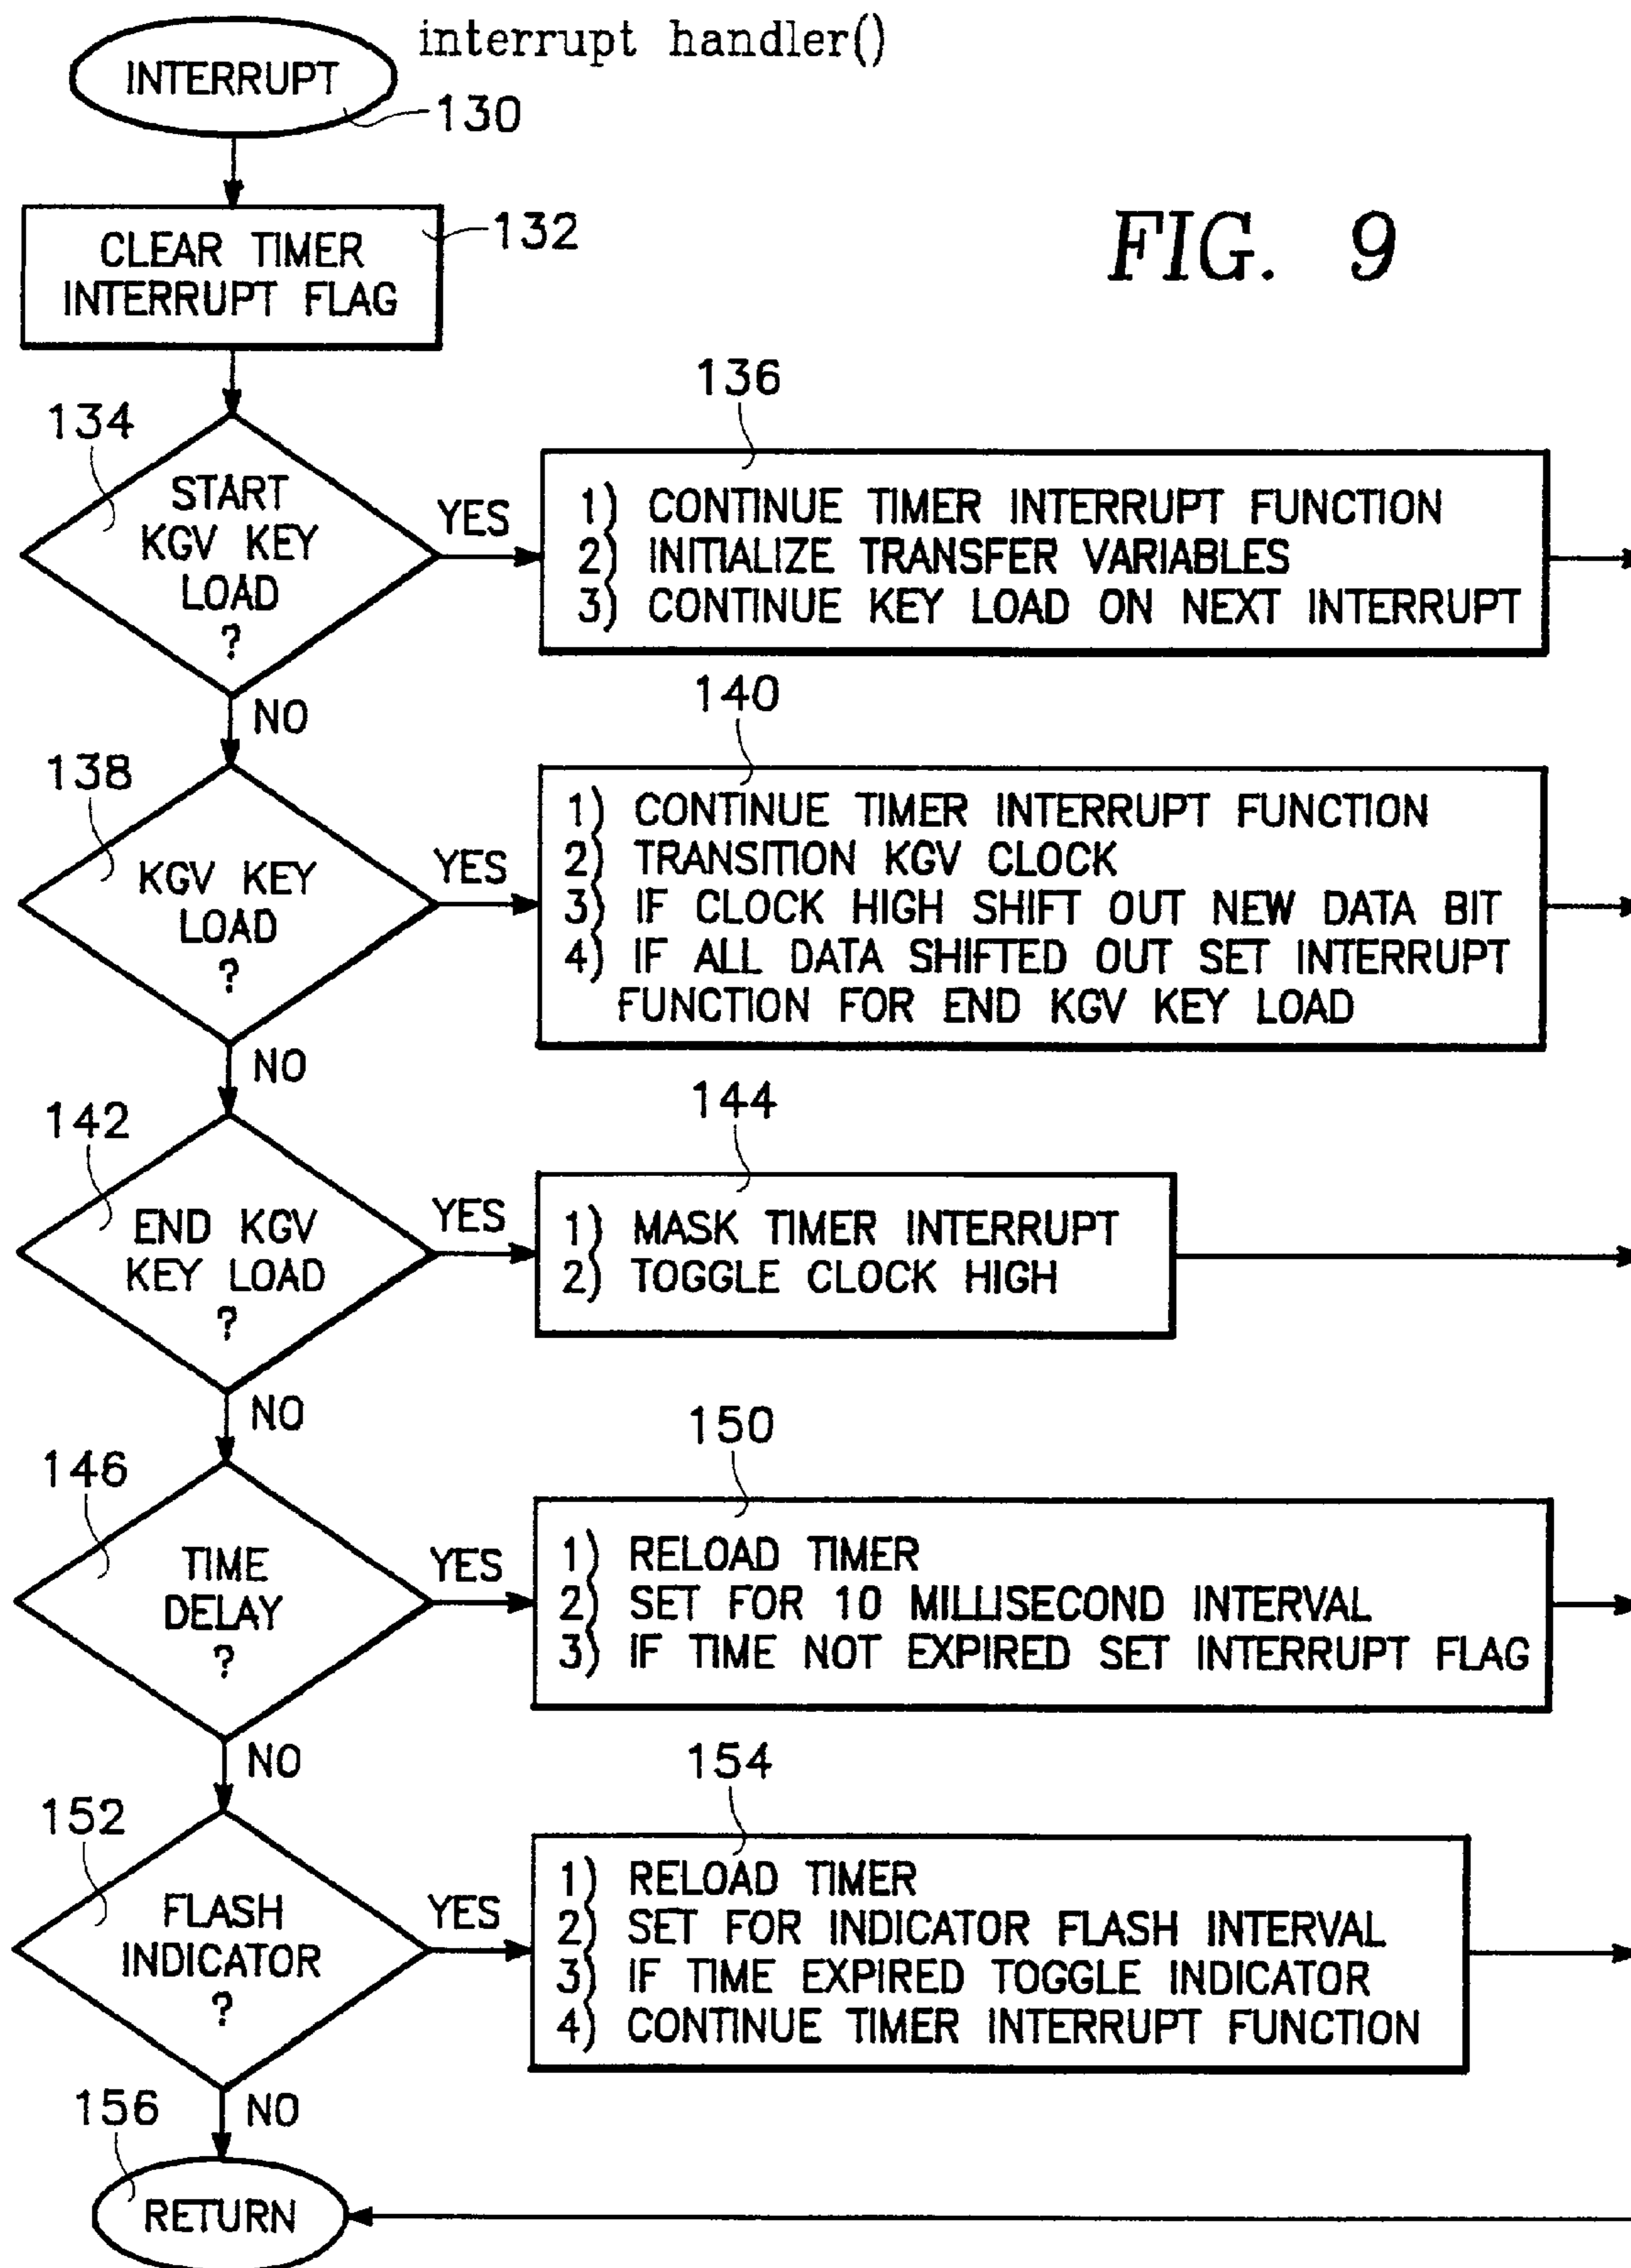 interrupt handler()
INTERRUPT
130
CLEAR TIMER
INTERRUPT FLAG
132
FIG. 9
134
START
KGV KEY
LOAD
?
YES
NO
136
1) CONTINUE TIMER INTERRUPT FUNCTION
2) INITIALIZE TRANSFER VARIABLES
3) CONTINUE KEY LOAD ON NEXT INTERRUPT
138
KGV KEY
LOAD
?
YES
NO
140
1) CONTINUE TIMER INTERRUPT FUNCTION
2) TRANSITION KGV CLOCK
3) IF CLOCK HIGH SHIFT OUT NEW DATA BIT
4) IF ALL DATA SHIFTED OUT SET INTERRUPT
FUNCTION FOR END KGV KEY LOAD
142
END KGV
KEY LOAD
?
YES
NO
144
1) MASK TIMER INTERRUPT
2) TOGGLE CLOCK HIGH
146
TIME
DELAY
?
YES
NO
150
1) RELOAD TIMER
2) SET FOR 10 MILLISECOND INTERVAL
3) IF TIME NOT EXPIRED SET INTERRUPT FLAG
152
FLASH
INDICATOR
?
YES
NO
154
1) RELOAD TIMER
2) SET FOR INDICATOR FLASH INTERVAL
3) IF TIME EXPIRED TOGGLE INDICATOR
4) CONTINUE TIMER INTERRUPT FUNCTION
156
RETURN